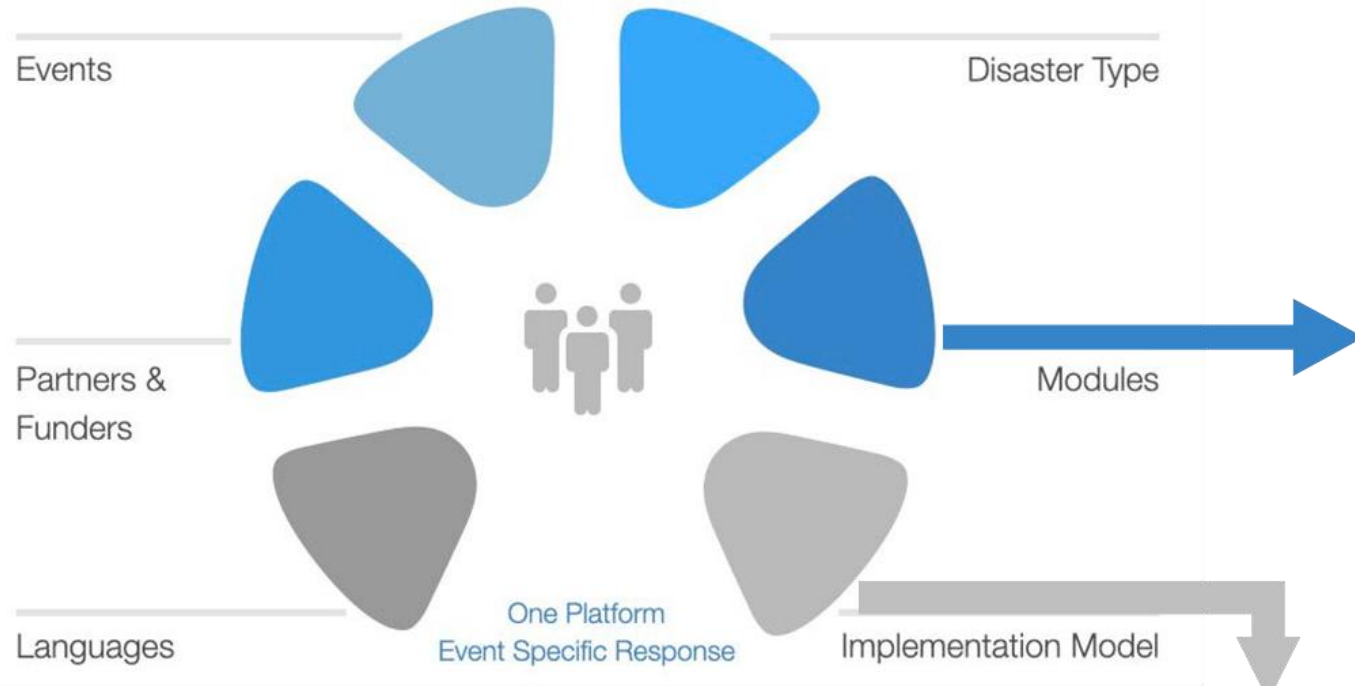 Events
Disaster Type
Partners &
Funders
Modules
Languages
One Platform
Event Specific Response
Implementation Model